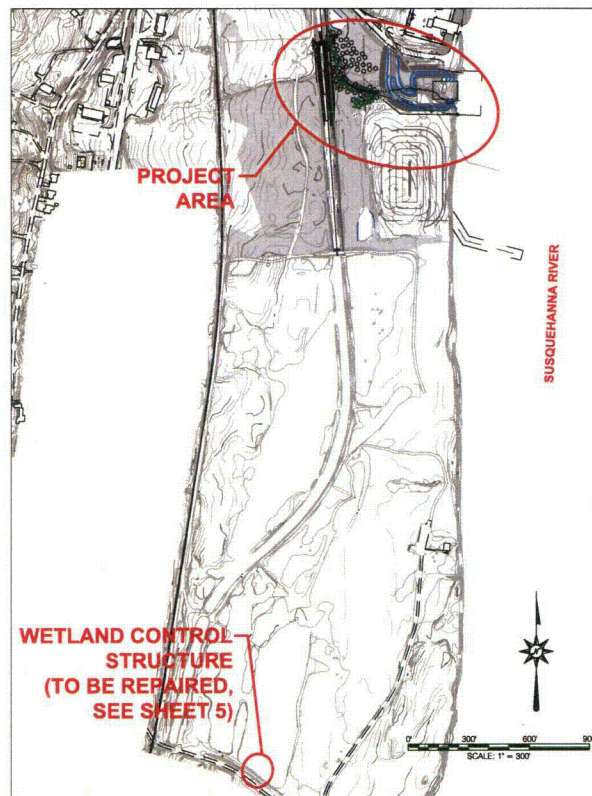 PROJECT
AREA
SUSQUEHANNA RIVER
WETLAND CONTROL
STRUCTURE
(TO BE REPAIRED,
SEE SHEET 5)
0' 300' 600' 90
SCALE: 1" = 300'